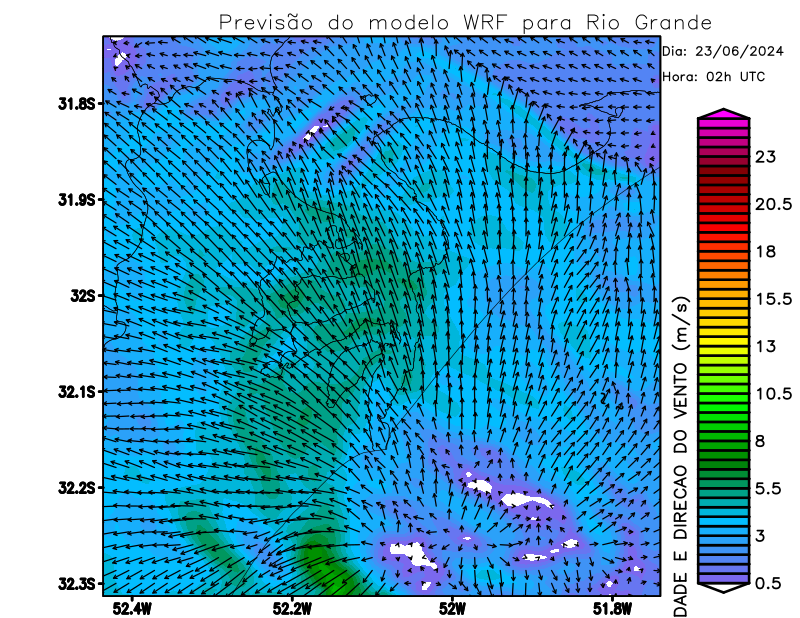 Previsão do modelo WRF para Rio Grande
Dia: 23/06/2024
Hora: 02h UTC
31.8S
31.9S
32S
32.1S
32.2S
32.3S
52.4W
52.2W
52W
51.8W
23
20.5
18
15.5
13
10.5
8
5.5
3
0.5
DADE E DIRECAO DO VENTO (m/s)